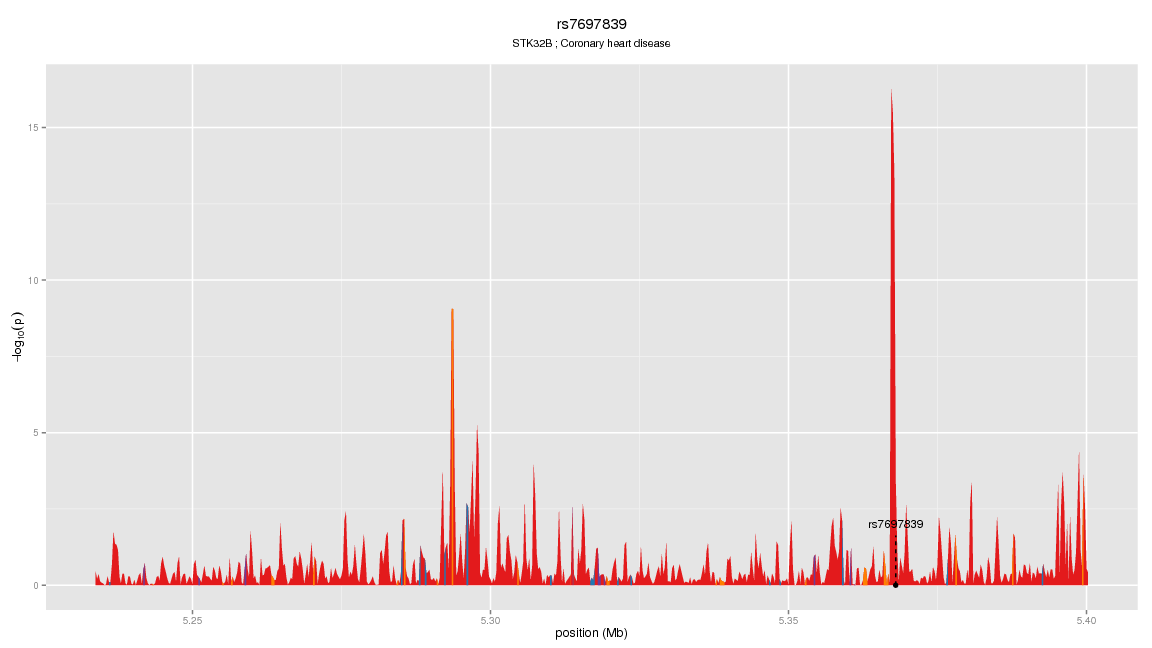 rs7697839
STK32B ; Coronary heart disease
15
10
5
0
−log10(p)
rs7697839
5.25
5.30
5.35
5.40
position (Mb)